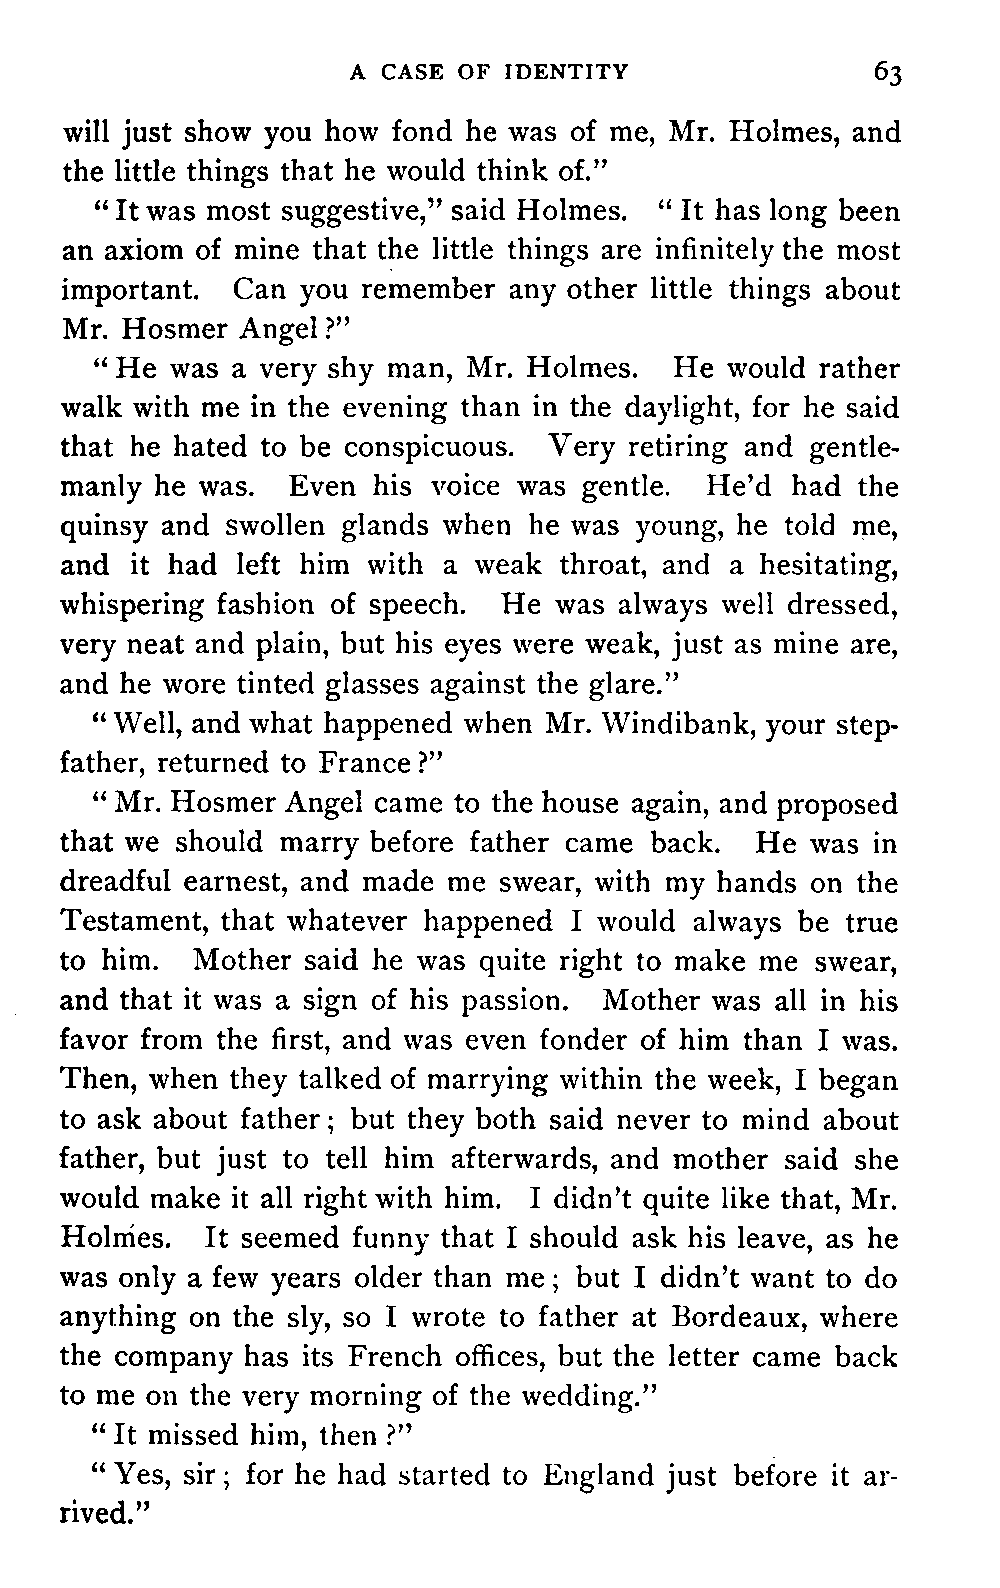 A CASE OF IDENTITY 63
will just show you how fond he was of me, Mr. Holmes, and
the little things that he would think of."
"It was most suggestive," said Holmes. "It has long been
an axiom of mine that the little things are infinitely the most
important. Can you remember any other little things about
Mr. Hosmer Angel?"
"He was a very shy man, Mr. Holmes. He would rather
walk with me in the evening than in the daylight, for he said
that he hated to be conspicuous. Very retiring and gentle-
manly he was. Even his voice was gentle. He'd had the
quinsy and swollen glands when he was young, he told me,
and it had left him with a weak throat, and a hesitating,
whispering fashion of speech. He was always well dressed,
very neat and plain, but his eyes were weak, just as mine are,
and he wore tinted glasses against the glare."
"Well, and what happened when Mr. Windibank, your step-
father, returned to France?"
"Mr. Hosmer Angel came to the house again, and proposed
that we should marry before father came back. He was in
dreadful earnest, and made me swear, with my hands on the
Testament, that whatever happened I would always be true
to him. Mother said he was quite right to make me swear,
and that it was a sign of his passion. Mother was all in his
favor from the first, and was even fonder of him than I was.
Then, when they talked of marrying within the week, I began
to ask about father; but they both said never to mind about
father, but just to tell him afterwards, and mother said she
would make it all right with him. I didn't quite like that, Mr.
Holmes. It seemed funny that I should ask his leave, as he
was only a few years older than me; but I didn't want to do
anything on the sly, so I wrote to father at Bordeaux, where
the company has its French offices, but the letter came back
to me on the very morning of the wedding."
"It missed him, then?"
"Yes, sir; for he had started to England just before it ar-
rived."